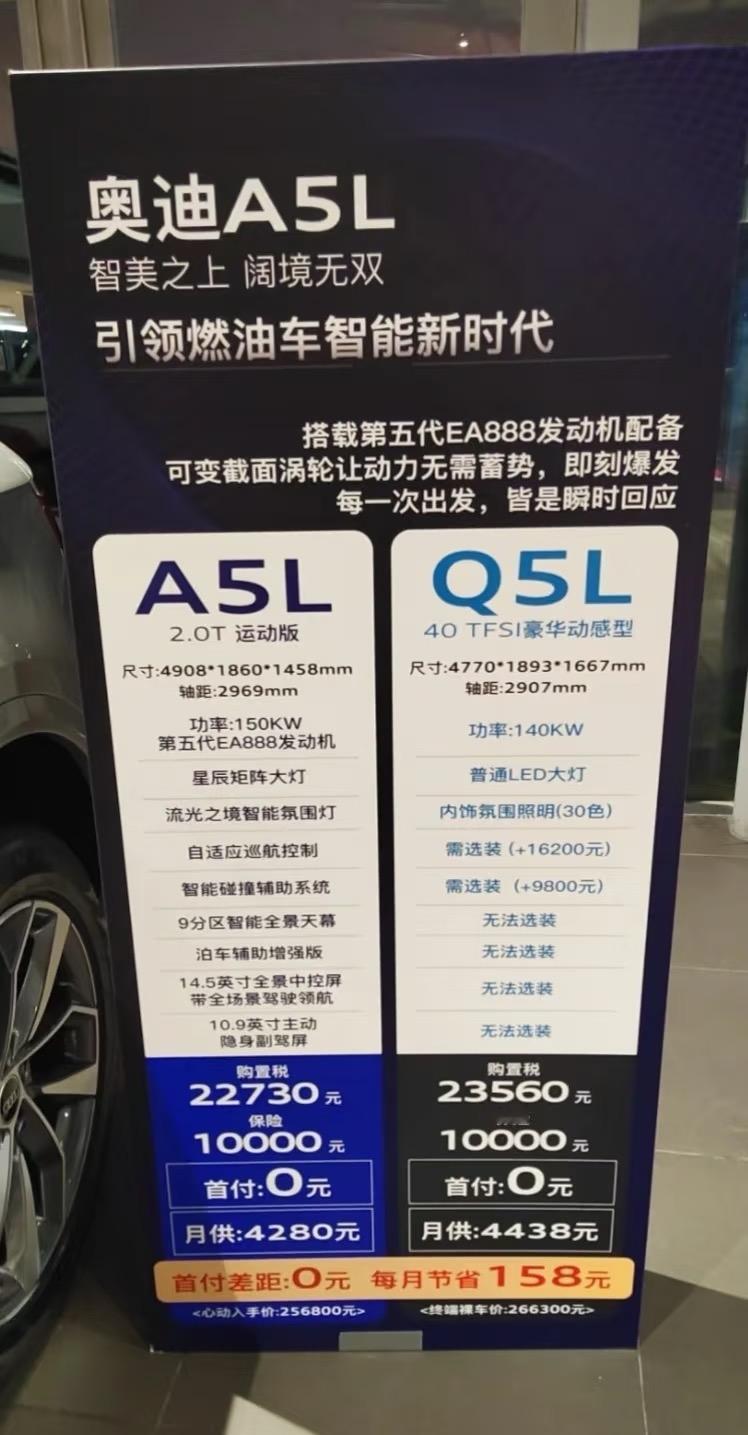 奥迪A5L
智美之上 阔境无双
引领燃油车智能新时代
搭载第五代EA888发动机配备
可变截面涡轮让动力无需蓄势，即刻爆发
每一次出发，皆是瞬时回应
A5L
2.0T 运动版
尺寸:4908*1860*1458mm
轴距:2969mm
功率:150KW
第五代EA888发动机
星辰矩阵大灯
流光之境智能氛围灯
自适应巡航控制
智能碰撞辅助系统
9分区智能全景天幕
泊车辅助增强版
14.5英寸全景中控屏
带全场景驾驶领航
10.9英寸主动
隐身副驾屏
购置税
22730元
保险
10000元
首付:0元
月供:4280元
Q5L
40 TFSI豪华动感型
尺寸:4770*1893*1667mm
轴距:2907mm
功率:140KW
普通LED大灯
内饰氛围照明(30色)
需选装 (+16200元)
需选装 (+9800元)
无法选装
无法选装
无法选装
无法选装
购置税
23560元
10000元
首付:0元
月供:4438元
首付差距:0元 每月节省158元
<心动入手价:256800元>
<终端裸车价:266300元>